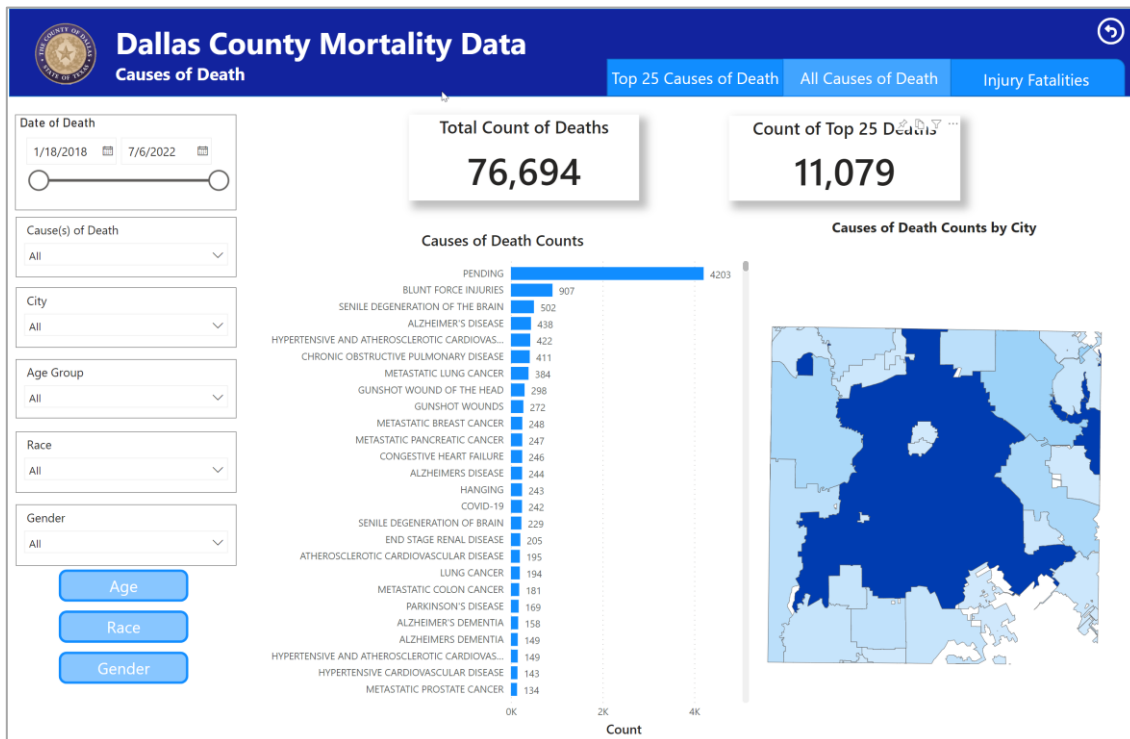 THE COUNTY OF DALLAS
STATE OF TEXAS
Dallas County Mortality Data
Causes of Death
Top 25 Causes of Death
All Causes of Death
Injury Fatalities
Date of Death
1/18/2018
7/6/2022
Cause(s) of Death
All
City
All
Age Group
All
Race
All
Gender
All
Age
Race
Gender
Total Count of Deaths
76,694
Count of Top 25 Deaths
11,079
Causes of Death Counts
PENDING 4203
BLUNT FORCE INJURIES 907
SENILE DEGENERATION OF THE BRAIN 502
ALZHEIMER'S DISEASE 438
HYPERTENSIVE AND ATHEROSCLEROTIC CARDIOVAS... 422
CHRONIC OBSTRUCTIVE PULMONARY DISEASE 411
METASTATIC LUNG CANCER 384
GUNSHOT WOUND OF THE HEAD 298
GUNSHOT WOUNDS 272
METASTATIC BREAST CANCER 248
METASTATIC PANCREATIC CANCER 247
CONGESTIVE HEART FAILURE 246
ALZHEIMERS DISEASE 244
HANGING 243
COVID-19 242
SENILE DEGENERATION OF BRAIN 229
END STAGE RENAL DISEASE 205
ATHEROSCLEROTIC CARDIOVASCULAR DISEASE 195
LUNG CANCER 194
METASTATIC COLON CANCER 181
PARKINSON'S DISEASE 169
ALZHEIMER'S DEMENTIA 158
ALZHEIMERS DEMENTIA 149
HYPERTENSIVE AND ATHEROSCLEROTIC CARDIOVAS... 149
HYPERTENSIVE CARDIOVASCULAR DISEASE 143
METASTATIC PROSTATE CANCER 134
0K 2K 4K
Count
Causes of Death Counts by City